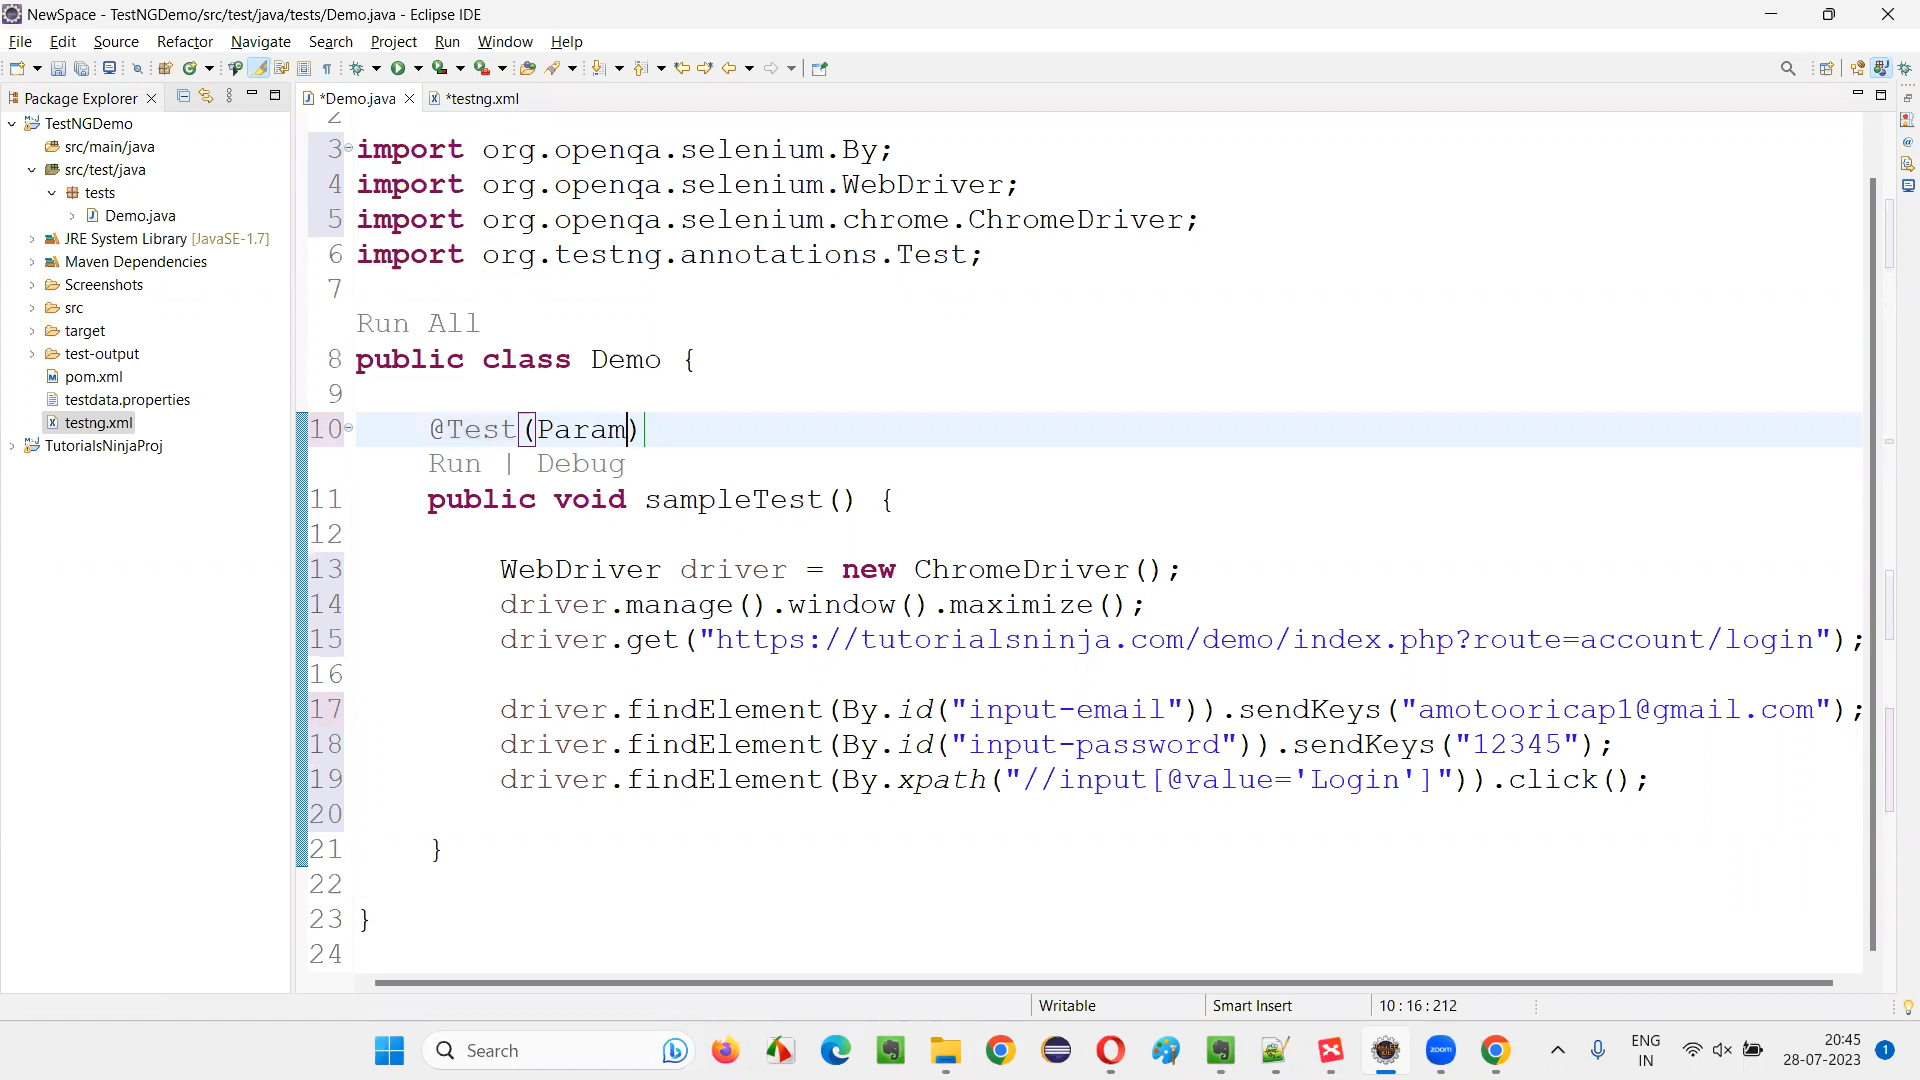 NewSpace - TestNGDemo/src/test/java/tests/Demo.java - Eclipse IDE
File Edit Source Refactor Navigate Search Project Run Window Help
Package Explorer
*Demo.java
*testng.xml
TestNGDemo
src/main/java
src/test/java
tests
Demo.java
JRE System Library [JavaSE-1.7]
Maven Dependencies
Screenshots
src
target
test-output
pom.xml
testdata.properties
testng.xml
TutorialsNinjaProj
2
3 import org.openqa.selenium.By;
4 import org.openqa.selenium.WebDriver;
5 import org.openqa.selenium.chrome.ChromeDriver;
6 import org.testng.annotations.Test;
7
Run All
8 public class Demo {
9
10 @Test(Param)
Run | Debug
11 public void sampleTest() {
12
13 WebDriver driver = new ChromeDriver();
14 driver.manage().window().maximize();
15 driver.get("https://tutorialsninja.com/demo/index.php?route=account/login");
16
17 driver.findElement(By.id("input-email")).sendKeys("amotooricap1@gmail.com");
18 driver.findElement(By.id("input-password")).sendKeys("12345");
19 driver.findElement(By.xpath("//input[@value='Login']")).click();
20
21 }
22
23 }
24
Writable
Smart Insert
10 : 16 : 212
Search
zoom
ENG
IN
20:45
28-07-2023
1